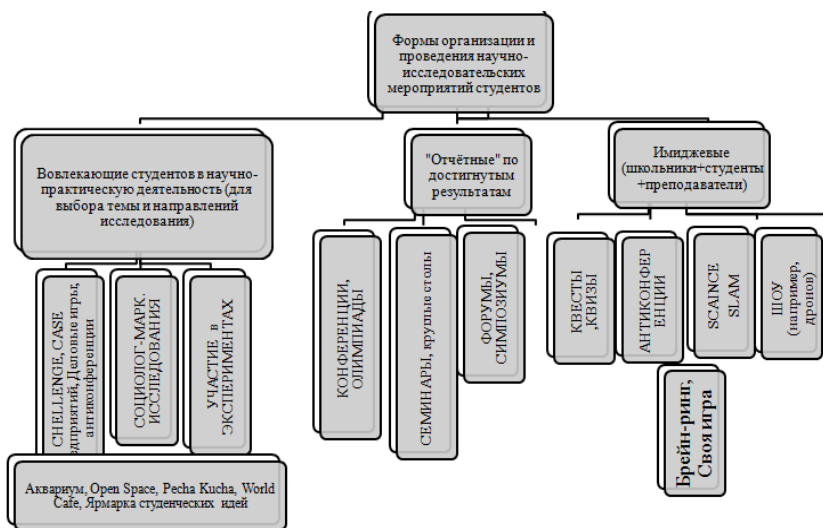 Формы организации и
проведения научно-
исследовательских
мероприятий студентов
Вовлекающие студентов в научно-
практическую деятельность (для
выбора темы и направлений
исследования)
"Отчётные" по
достигнутым
результатам
Имиджевые
(школьники+студенты
+преподаватели)
CHELLENGE, CASE
едприятий, Деловые игры,
антиконференции
СОЦИОЛОГ-МАРК.
ИССЛЕДОВАНИЯ
УЧАСТИЕ в
ЭКСПЕРИМЕНТАХ
КОНФЕРЕНЦИИ,
ОЛИМПИАДЫ
СЕМИНАРЫ, круглые столы
ФОРУМЫ,
СИМПОЗИУМЫ
КВЕСТЫ
,КВИЗЫ
АНТИКОНФЕР
ЕНЦИИ
SCAINCE
SLAM
ШОУ
(например,
дронов)
Брейн-ринг,
Своя игра
Аквариум, Open Space, Pecha Kucha, World
Cafe, Ярмарка студенческих идей